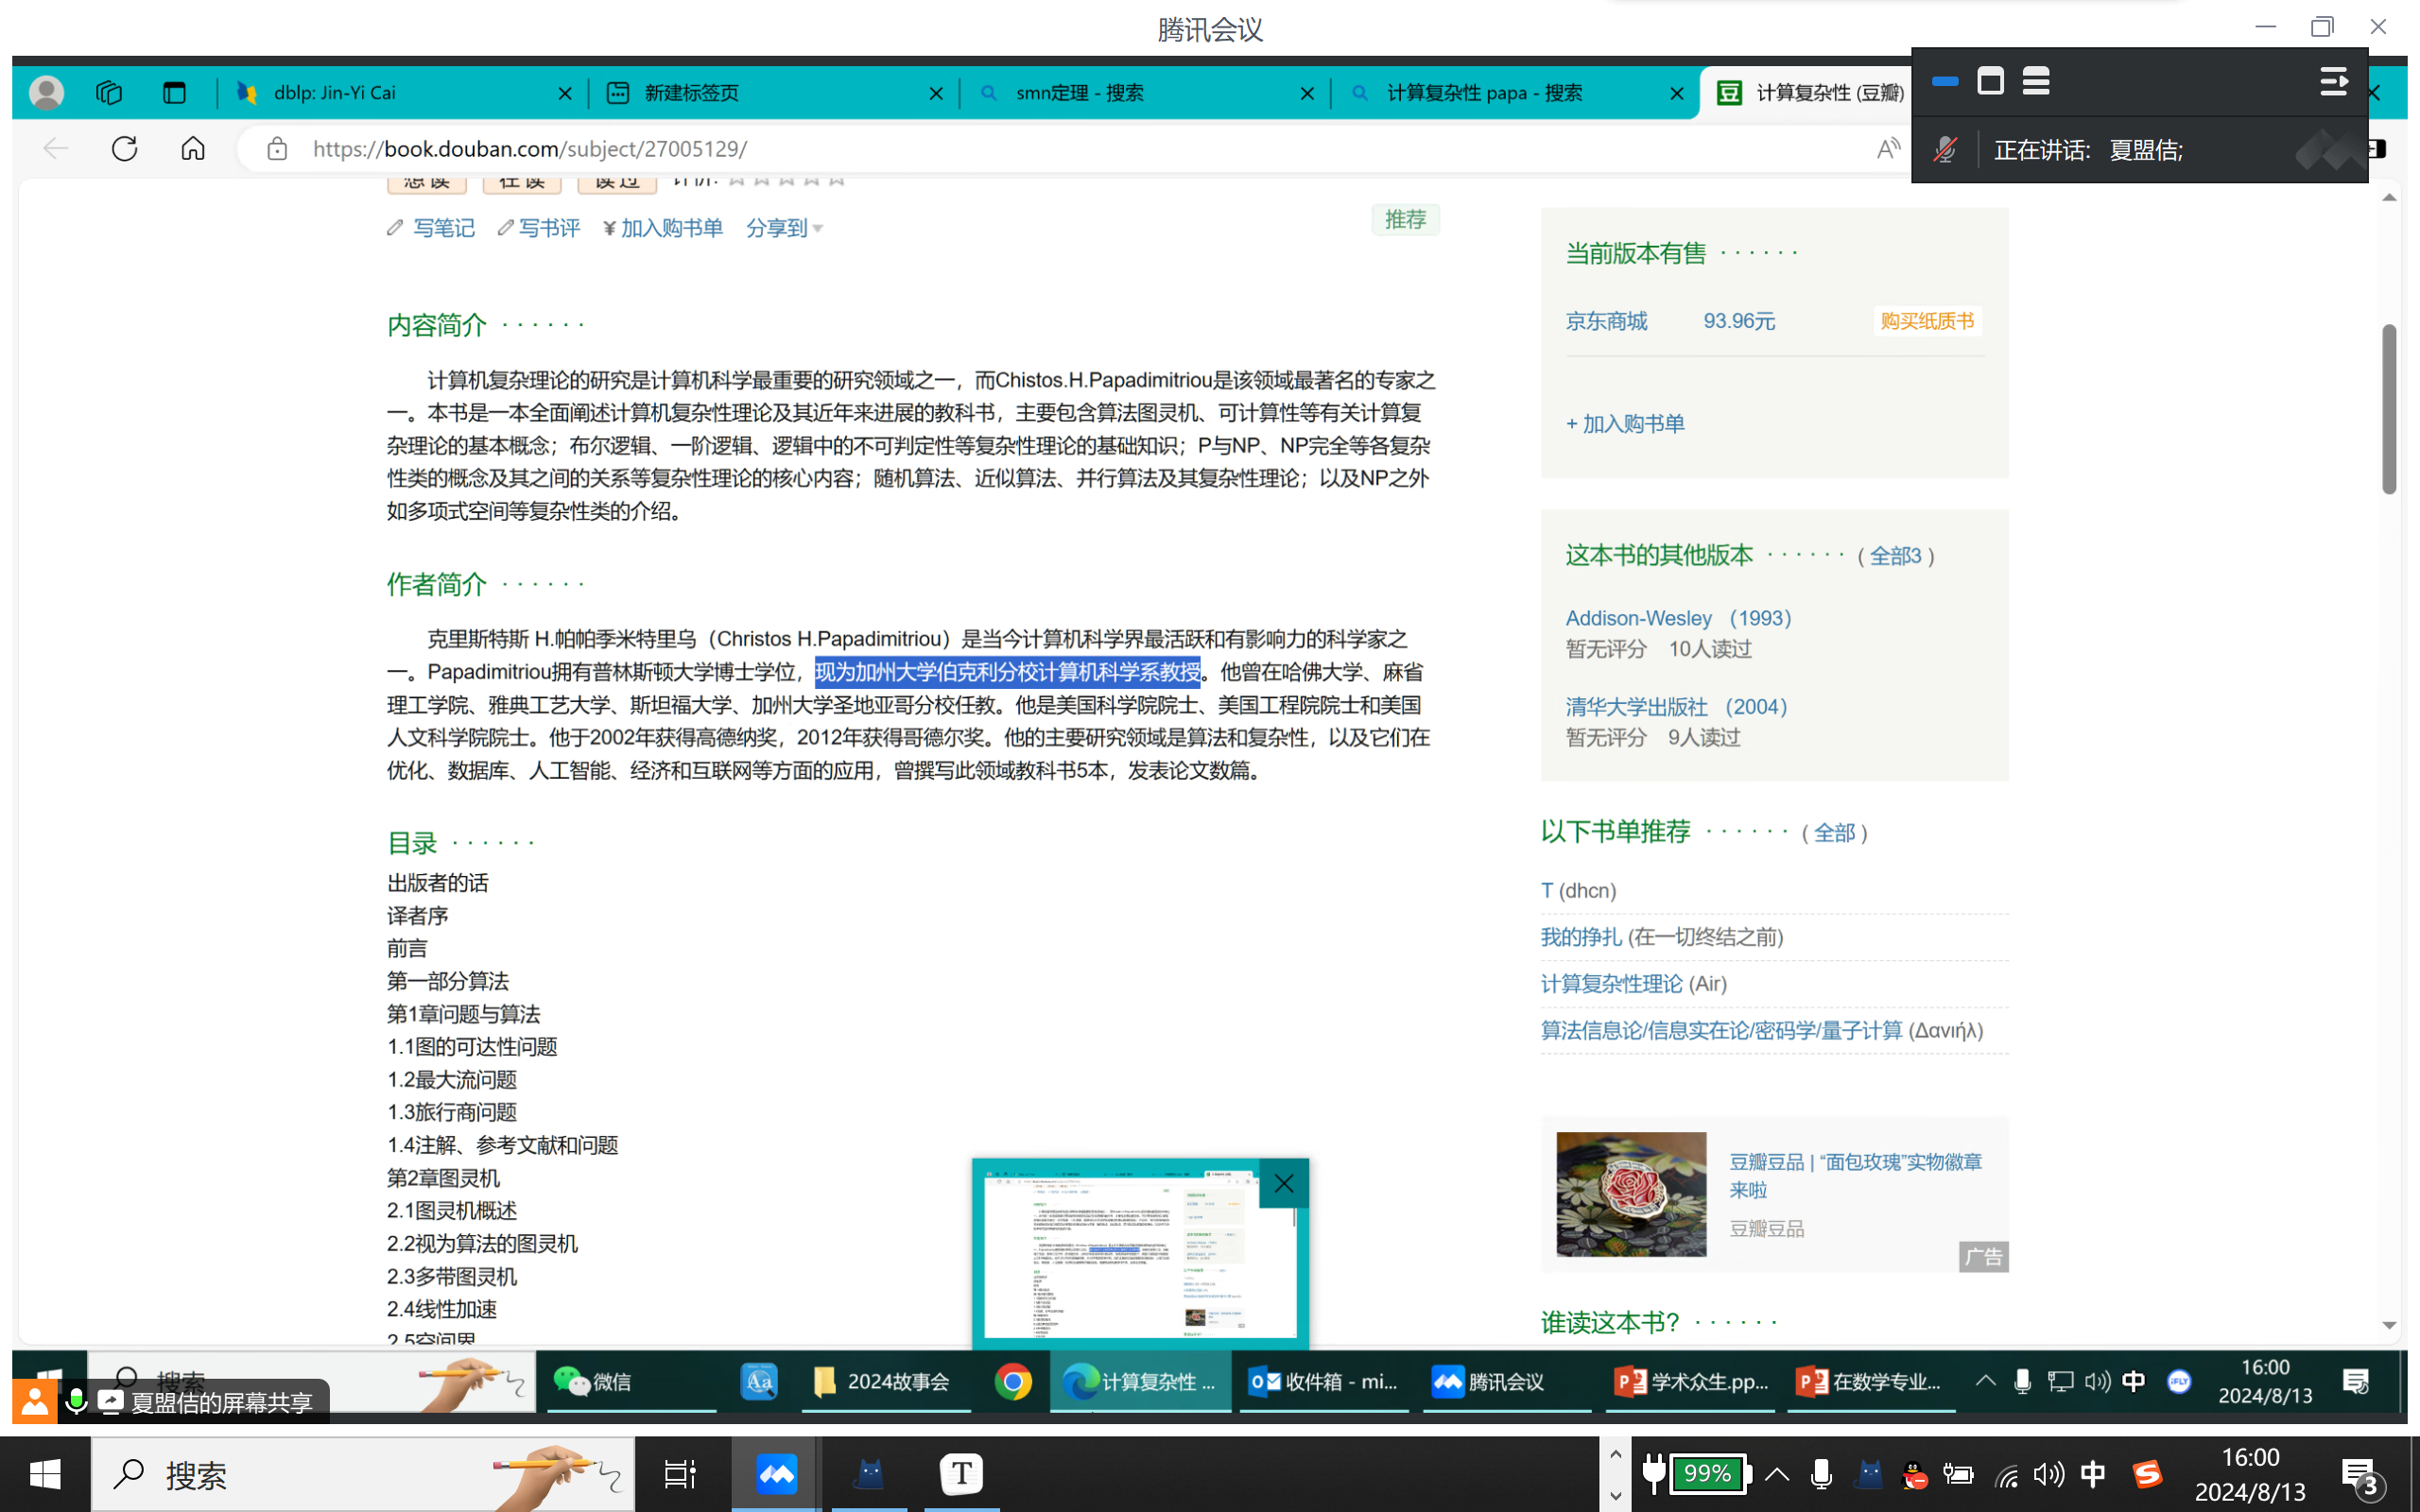 腾讯会议
dblp: Jin-Yi Cai
新建标签页
smn定理 - 搜索
计算复杂性 papa - 搜索
计算复杂性 (豆瓣)
https://book.douban.com/subject/27005129/
正在讲话: 夏盟佶;
写笔记 写书评 ¥加入购书单 分享到
推荐
内容简介 · · · · · ·
计算机复杂理论的研究是计算机科学最重要的研究领域之一，而Chistos.H.Papadimitriou是该领域最著名的专家之
一。本书是一本全面阐述计算机复杂性理论及其近年来进展的教科书，主要包含算法图灵机、可计算性等有关计算复
杂理论的基本概念；布尔逻辑、一阶逻辑、逻辑中的不可判定性等复杂性理论的基础知识；P与NP、NP完全等各复杂
性类的概念及其之间的关系等复杂性理论的核心内容；随机算法、近似算法、并行算法及其复杂性理论；以及NP之外
如多项式空间等复杂性类的介绍。
作者简介 · · · · · ·
克里斯特斯 H.帕帕季米特里乌（Christos H.Papadimitriou）是当今计算机科学界最活跃和有影响力的科学家之
一。Papadimitriou拥有普林斯顿大学博士学位，现为加州大学伯克利分校计算机科学系教授。他曾在哈佛大学、麻省
理工学院、雅典工艺大学、斯坦福大学、加州大学圣地亚哥分校任教。他是美国科学院院士、美国工程院院士和美国
人文科学院院士。他于2002年获得高德纳奖，2012年获得哥德尔奖。他的主要研究领域是算法和复杂性，以及它们在
优化、数据库、人工智能、经济和互联网等方面的应用，曾撰写此领域教科书5本，发表论文数篇。
目录 · · · · · ·
出版者的话
译者序
前言
第一部分算法
第1章问题与算法
1.1图的可达性问题
1.2最大流问题
1.3旅行商问题
1.4注解、参考文献和问题
第2章图灵机
2.1图灵机概述
2.2视为算法的图灵机
2.3多带图灵机
2.4线性加速
2.5空间界
当前版本有售 · · · · · ·
京东商城 93.96元 购买纸质书
+ 加入购书单
这本书的其他版本 · · · · · · ( 全部3 )
Addison-Wesley （1993）
暂无评分 10人读过
清华大学出版社 （2004）
暂无评分 9人读过
以下书单推荐 · · · · · · ( 全部 )
T (dhcn)
我的挣扎 (在一切终结之前)
计算复杂性理论 (Air)
算法信息论/信息实在论/密码学/量子计算 (Δανιήλ)
豆瓣豆品 | “面包玫瑰”实物徽章
来啦
豆瓣豆品
广告
谁读这本书? · · · · · ·
搜索
微信
2024故事会
计算复杂性 ...
收件箱 - mi...
腾讯会议
学术众生.pp...
在数学专业...
中
iFLY
16:00
2024/8/13
夏盟佶的屏幕共享
搜索
99%
中
16:00
2024/8/13
3